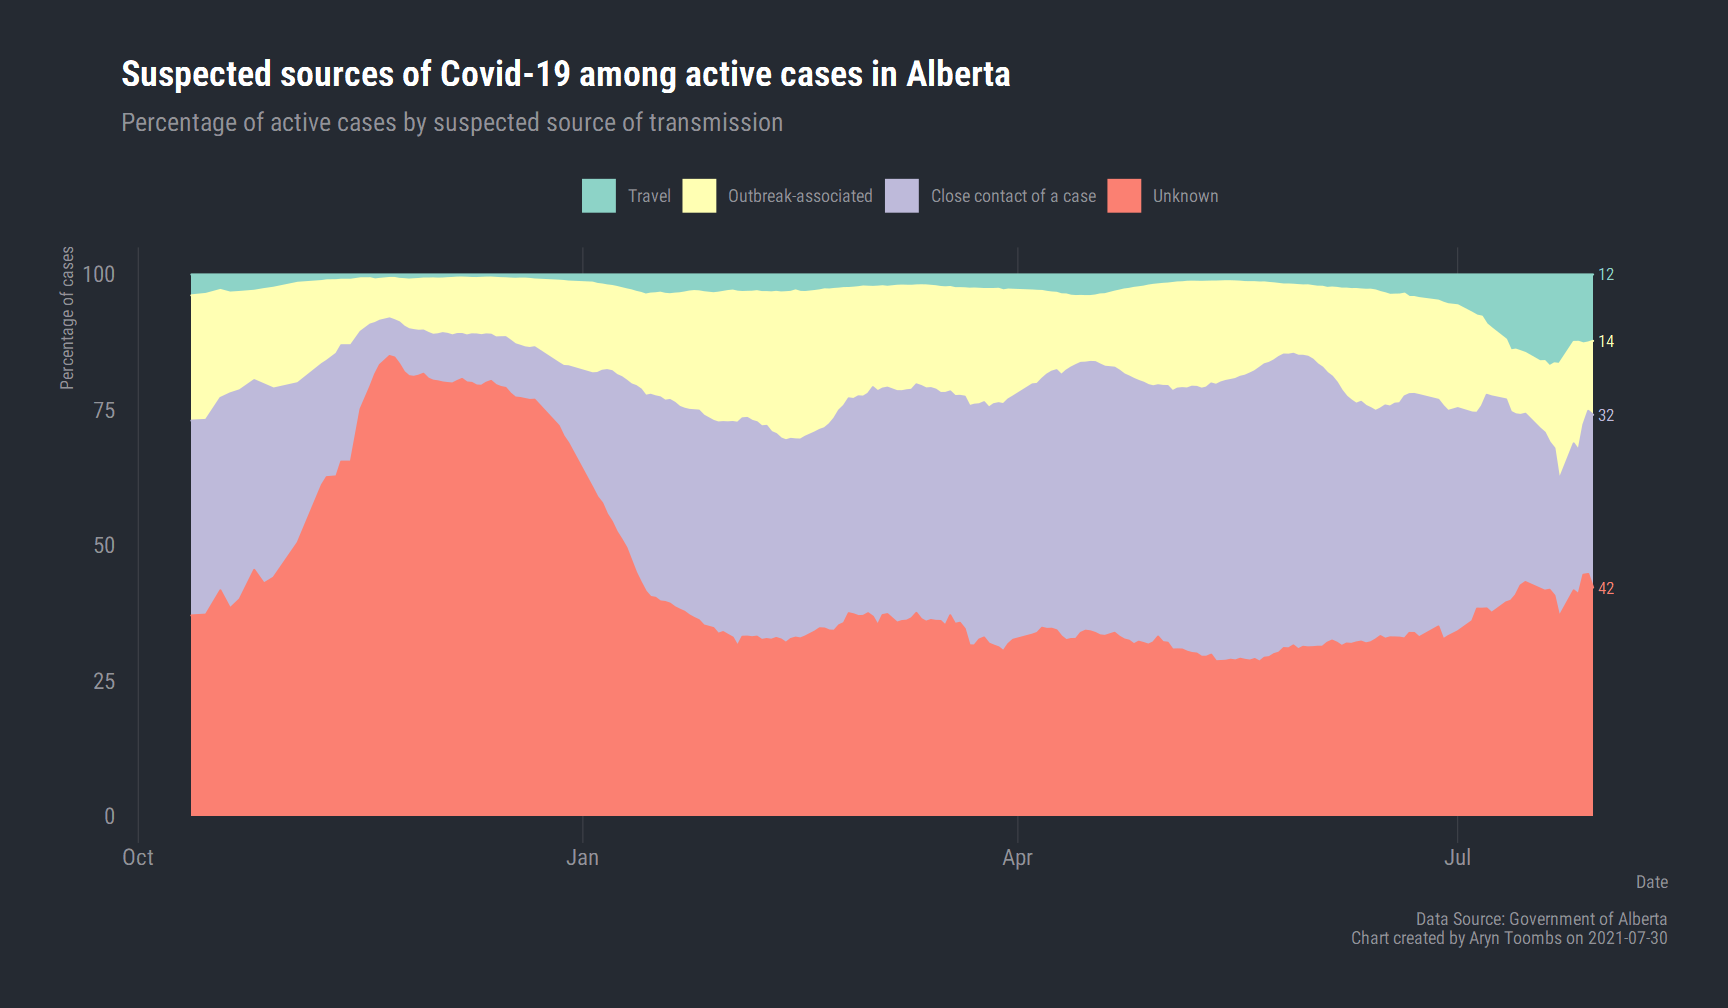 Suspected sources of Covid-19 among active cases in Alberta
Percentage of active cases by suspected source of transmission
Travel Outbreak-associated Close contact of a case Unknown
Percentage of cases
100
75
50
25
0
12
14
32
42
Oct Jan Apr Jul
Date
Data Source: Government of Alberta
Chart created by Aryn Toombs on 2021-07-30